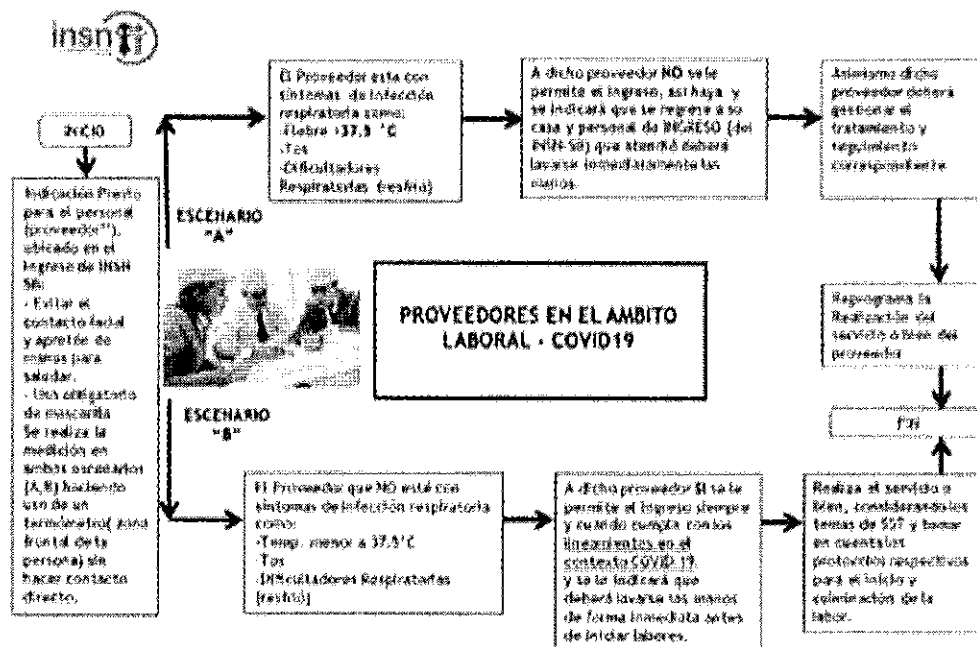 insn
INICIO
Indicación Previo
para el personal
(proveedor**),
ubicado en el
ingreso de INSN
SB:
- Evitar el
contacto facial
y apretón de
manos para
saludar.
- Uso obligatorio
de mascarilla
Se realiza la
medición en
ambos escenarios
(A,B) haciendo
uso de un
termómetro( zona
frontal de la
persona) sin
hacer contacto
directo.
ESCENARIO
"A"
El Proveedor esta con
síntomas de infección
respiratoria como:
-Fiebre >37,5 °C
-Tos
-Dificultades
Respiratorias (resfrió)
A dicho proveedor NO se le
permite el ingreso, así haya y
se indicará que se regrese a su
casa y personal de INGRESO (del
INSN-SB) que atendió deberá
lavarse inmediatamente las
manos.
Asimismo dicho
proveedor deberá
gestionar el
tratamiento y
seguimiento
correspondiente
PROVEEDORES EN EL AMBITO
LABORAL - COVID19
Reprograma la
Realización del
servicio o bien del
proveedor
FIN
ESCENARIO
"B"
El Proveedor que NO está con
síntomas de infección respiratoria
como:
-Temp. menor a 37.5°C
-Tos
-Dificultadores Respiratorias
(resfrió)
A dicho proveedor SI se le
permite el ingreso siempre
y cuando cumpla con los
lineamientos en el
contexto COVID 19.
y se le indicará que
deberá lavarse las manos
de forma inmediata antes
de iniciar labores.
Realiza el servicio o
bien, considerando los
temas de SST y tomar
en cuenta los
protocolos respectivos
para el inicio y
culminación de la
labor.